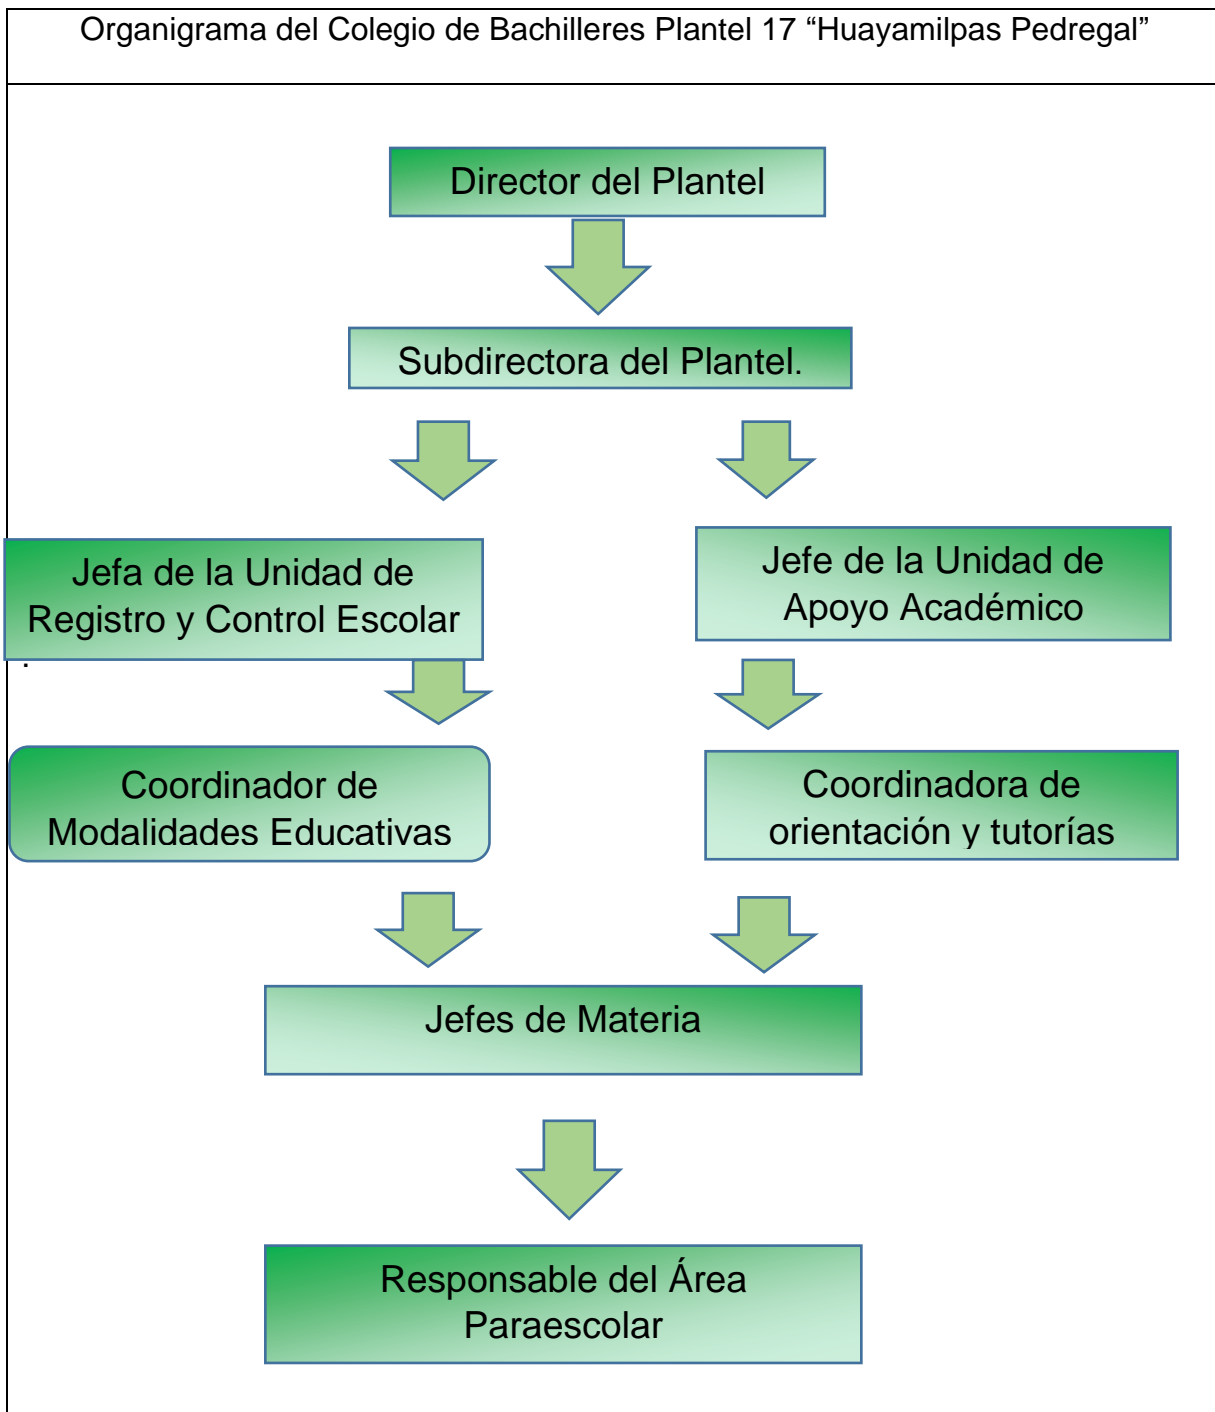 Organigrama del Colegio de Bachilleres Plantel 17 “Huayamilpas Pedregal”
Director del Plantel
Subdirectora del Plantel.
Jefa de la Unidad de
Registro y Control Escolar
.
Jefe de la Unidad de
Apoyo Académico
Coordinador de
Modalidades Educativas
Coordinadora de
orientación y tutorías
Jefes de Materia
Responsable del Área
Paraescolar